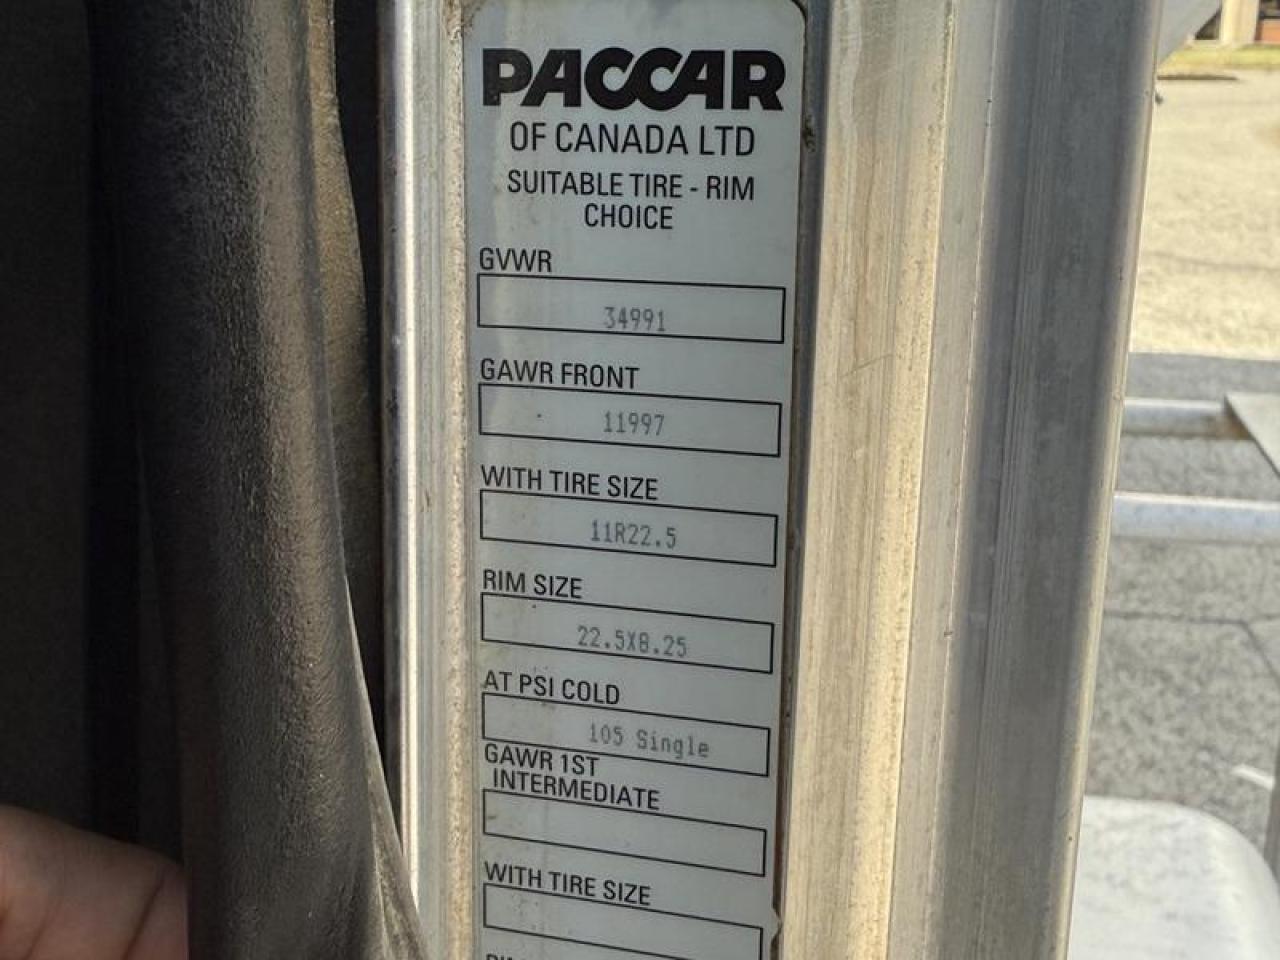 PACCAR
OF CANADA LTD
SUITABLE TIRE - RIM
CHOICE
GVWR
34991
GAWR FRONT
11997
WITH TIRE SIZE
11R22.5
RIM SIZE
22.5X8.25
AT PSI COLD
105 Single
GAWR 1ST
INTERMEDIATE
WITH TIRE SIZE